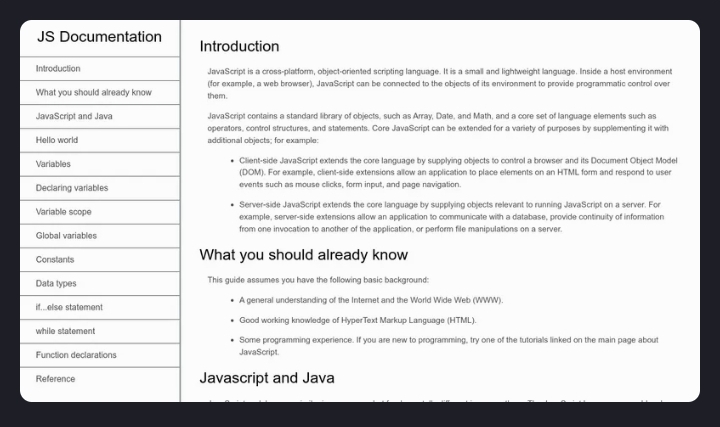 JS Documentation
Introduction
What you should already know
JavaScript and Java
Hello world
Variables
Declaring variables
Variable scope
Global variables
Constants
Data types
if...else statement
while statement
Function declarations
Reference
Introduction
JavaScript is a cross-platform, object-oriented scripting language. It is a small and lightweight language. Inside a host environment
(for example, a web browser), JavaScript can be connected to the objects of its environment to provide programmatic control over
them.
JavaScript contains a standard library of objects, such as Array, Date, and Math, and a core set of language elements such as
operators, control structures, and statements. Core JavaScript can be extended for a variety of purposes by supplementing it with
additional objects; for example:
• Client-side JavaScript extends the core language by supplying objects to control a browser and its Document Object Model
(DOM). For example, client-side extensions allow an application to place elements on an HTML form and respond to user
events such as mouse clicks, form input, and page navigation.
• Server-side JavaScript extends the core language by supplying objects relevant to running JavaScript on a server. For
example, server-side extensions allow an application to communicate with a database, provide continuity of information
from one invocation to another of the application, or perform file manipulations on a server.
What you should already know
This guide assumes you have the following basic background:
• A general understanding of the Internet and the World Wide Web (WWW).
• Good working knowledge of HyperText Markup Language (HTML).
• Some programming experience. If you are new to programming, try one of the tutorials linked on the main page about
JavaScript.
Javascript and Java